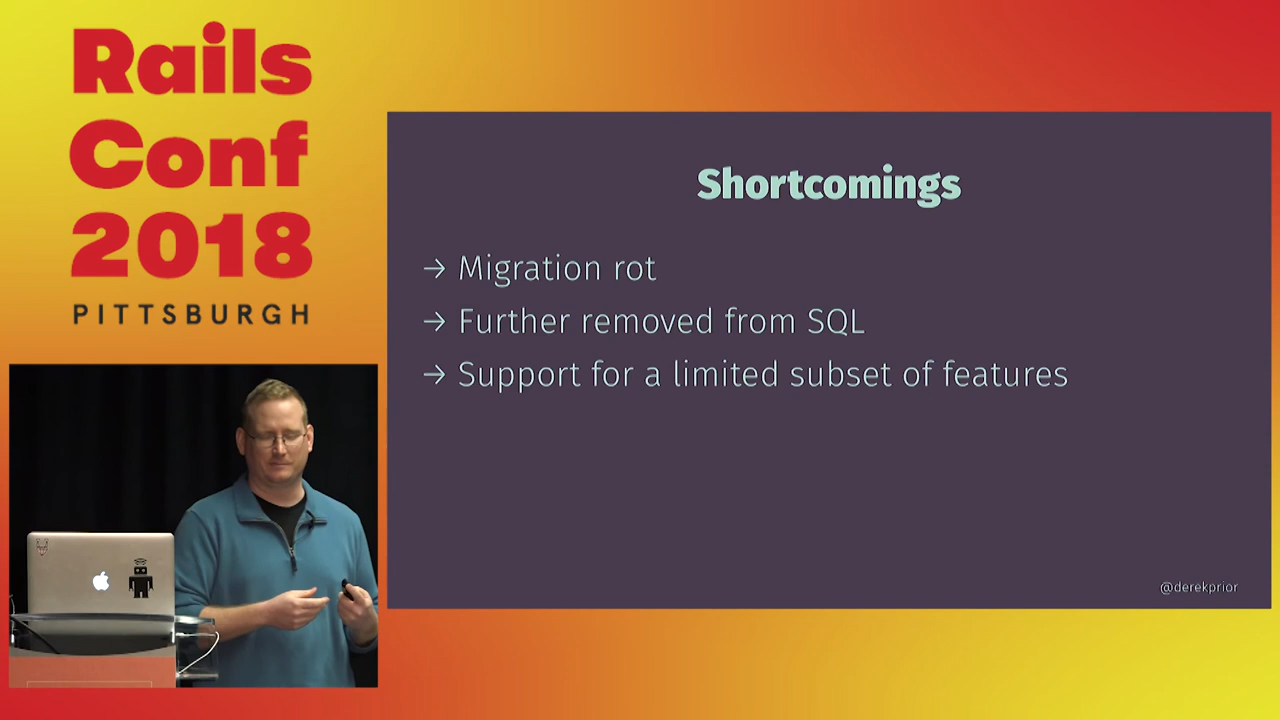 Rails
Conf
2018
PITTSBURGH
Shortcomings
→ Migration rot
→ Further removed from SQL
→ Support for a limited subset of features
@derekprior